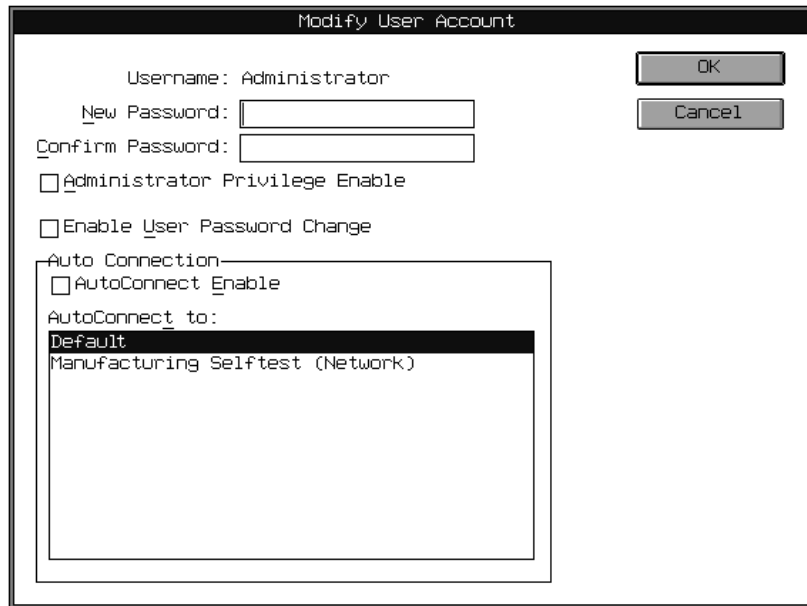 Modify User Account
Username: Administrator
OK
New Password:
Cancel
Confirm Password:
Administrator Privilege Enable
Enable User Password Change
Auto Connection
AutoConnect Enable
AutoConnect to:
Default
Manufacturing Selftest (Network)